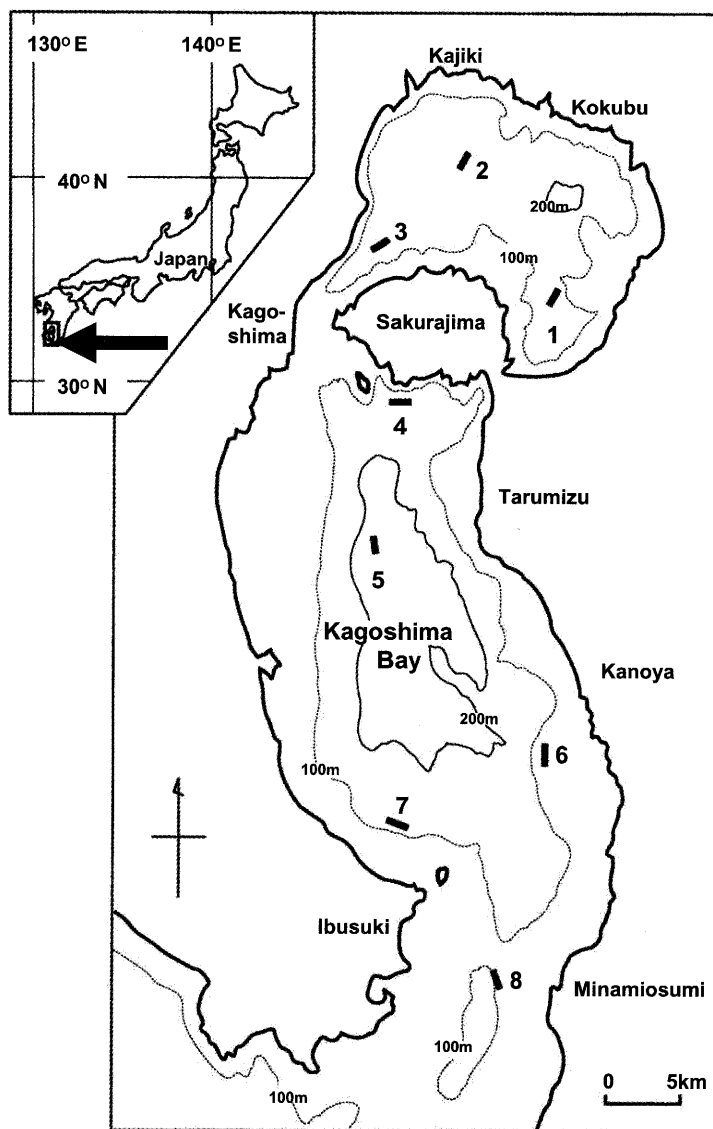 130° E
140° E
40° N
Japan
30° N
Kajiki
Kokubu
2
200m
3
100m
1
Kago-
shima
Sakurajima
4
Tarumizu
5
Kagoshima
Bay
Kanoya
200m
6
100m
7
Ibusuki
8
Minamiosumi
100m
100m
0 5km